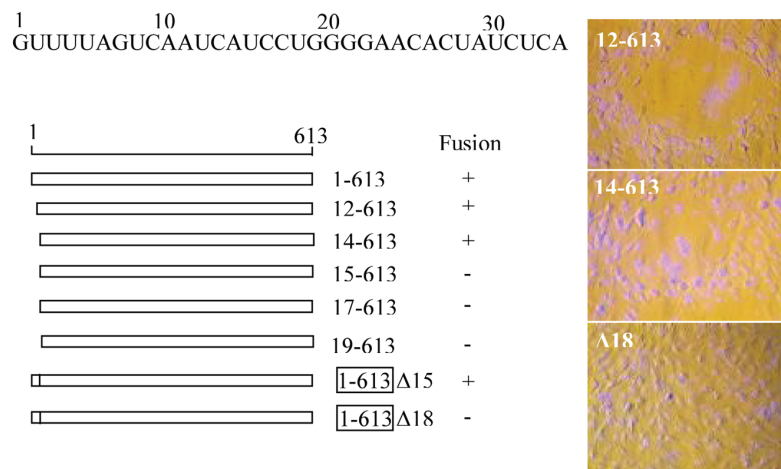 1 10 20 30
GUUUUAGUCAAUCAUCCUGGGGAACACUAUCUCA
1 613
Fusion
1-613 +
12-613 +
14-613 +
15-613 -
17-613 -
19-613 -
1-613 Δ15 +
1-613 Δ18 -
12-613
14-613
Δ18